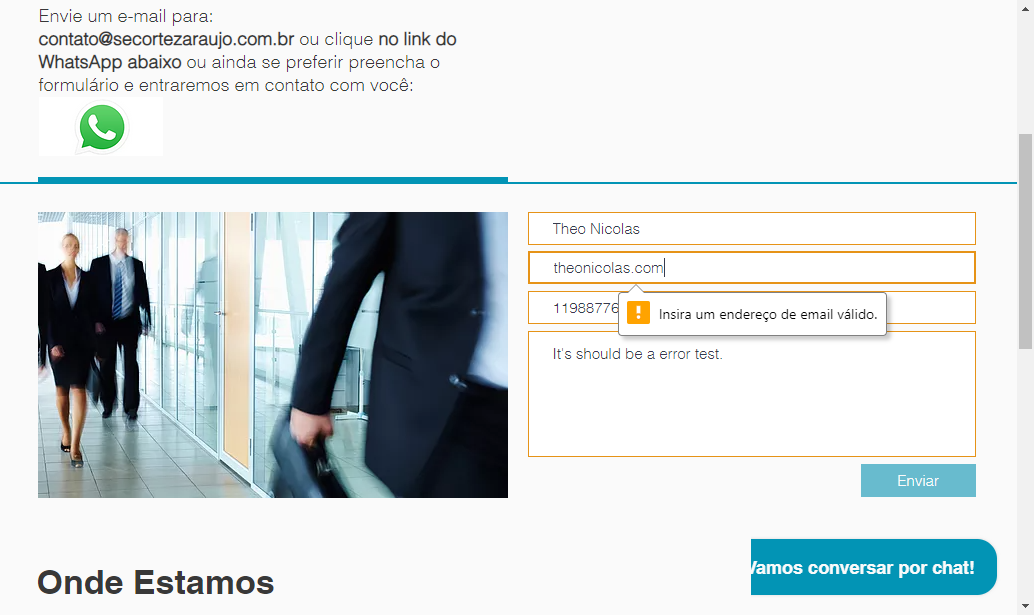 Envie um e-mail para:
contato@secortezaraujo.com.br ou clique no link do
WhatsApp abaixo ou ainda se preferir preencha o
formulário e entraremos em contato com você:
Theo Nicolas
theonicolas.com
11988776
Insira um endereço de email válido.
It's should be a error test.
Enviar
Vamos conversar por chat!
Onde Estamos